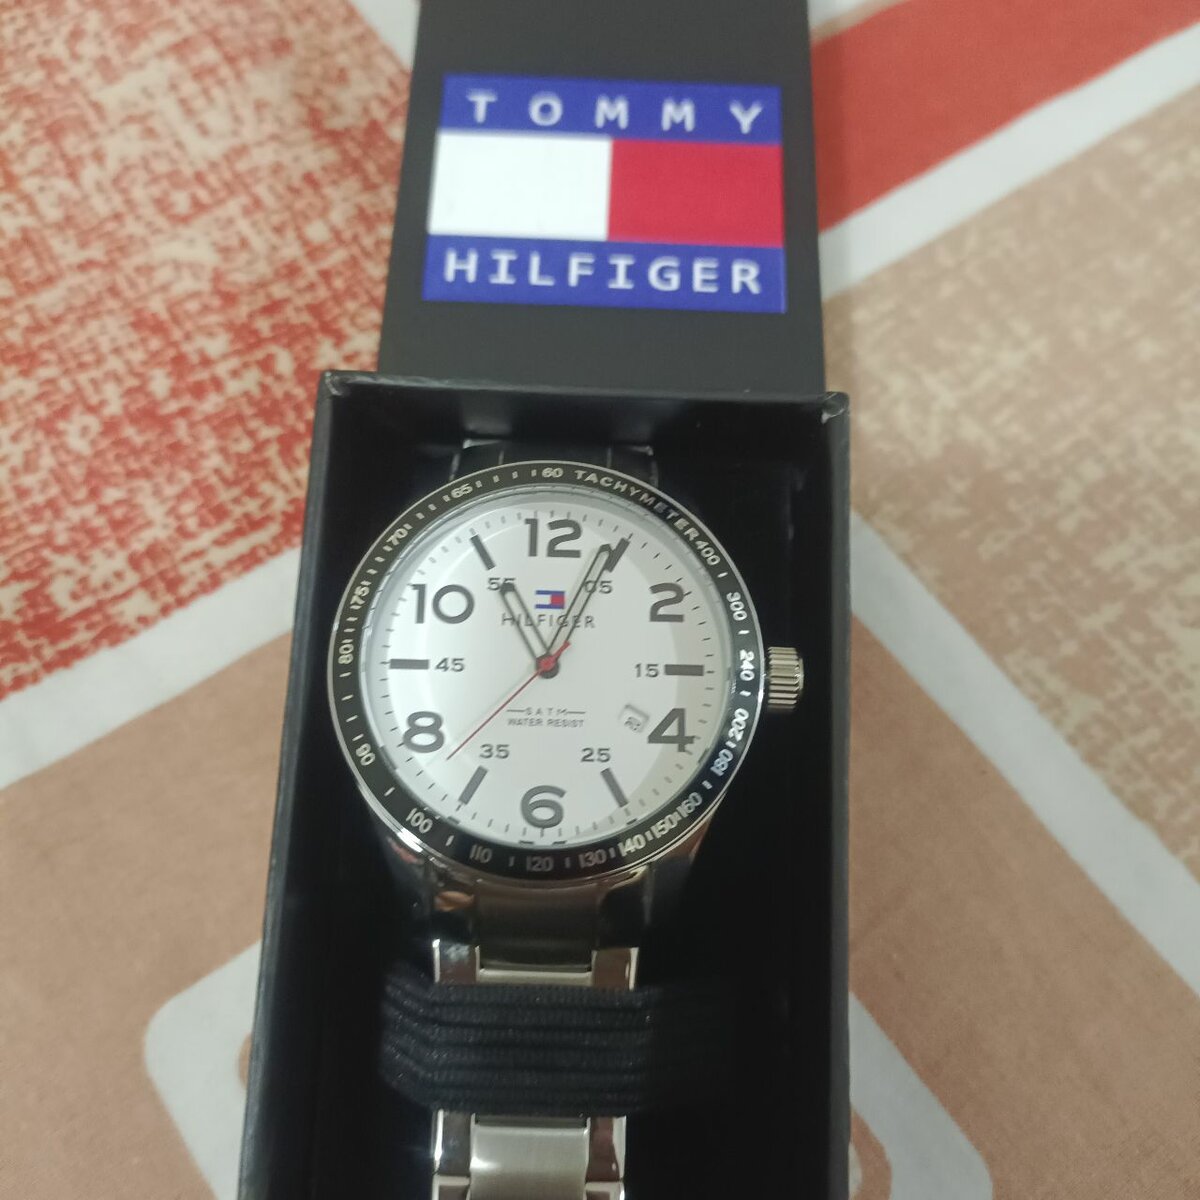 TOMMY
HILFIGER
60 TACHYMETER 400 300 240 200 180 160 150 140 130 120 110 100 90 80 75 70 65
12
55 05
10 2
HILFIGER
45 15
5 ATM
WATER RESIST
8 4
35 25
6